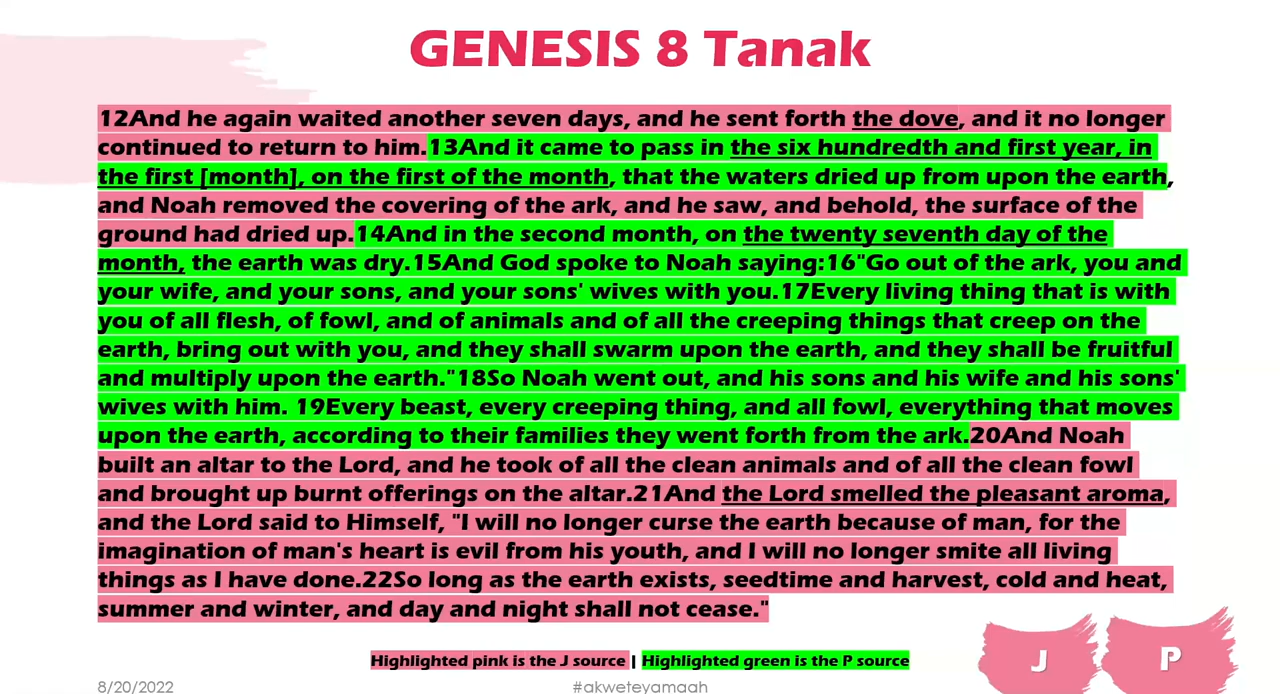 GENESIS 8 Tanak
12And he again waited another seven days, and he sent forth the dove, and it no longer
continued to return to him.13And it came to pass in the six hundredth and first year, in
the first [month], on the first of the month, that the waters dried up from upon the earth,
and Noah removed the covering of the ark, and he saw, and behold, the surface of the
ground had dried up.14And in the second month, on the twenty seventh day of the
month, the earth was dry.15And God spoke to Noah saying:16"Go out of the ark, you and
your wife, and your sons, and your sons' wives with you.17Every living thing that is with
you of all flesh, of fowl, and of animals and of all the creeping things that creep on the
earth, bring out with you, and they shall swarm upon the earth, and they shall be fruitful
and multiply upon the earth."18So Noah went out, and his sons and his wife and his sons'
wives with him. 19Every beast, every creeping thing, and all fowl, everything that moves
upon the earth, according to their families they went forth from the ark.20And Noah
built an altar to the Lord, and he took of all the clean animals and of all the clean fowl
and brought up burnt offerings on the altar.21And the Lord smelled the pleasant aroma,
and the Lord said to Himself, "I will no longer curse the earth because of man, for the
imagination of man's heart is evil from his youth, and I will no longer smite all living
things as I have done.22So long as the earth exists, seedtime and harvest, cold and heat,
summer and winter, and day and night shall not cease."
Highlighted pink is the J source | Highlighted green is the P source
J P
8/20/2022 #akweteyamaah